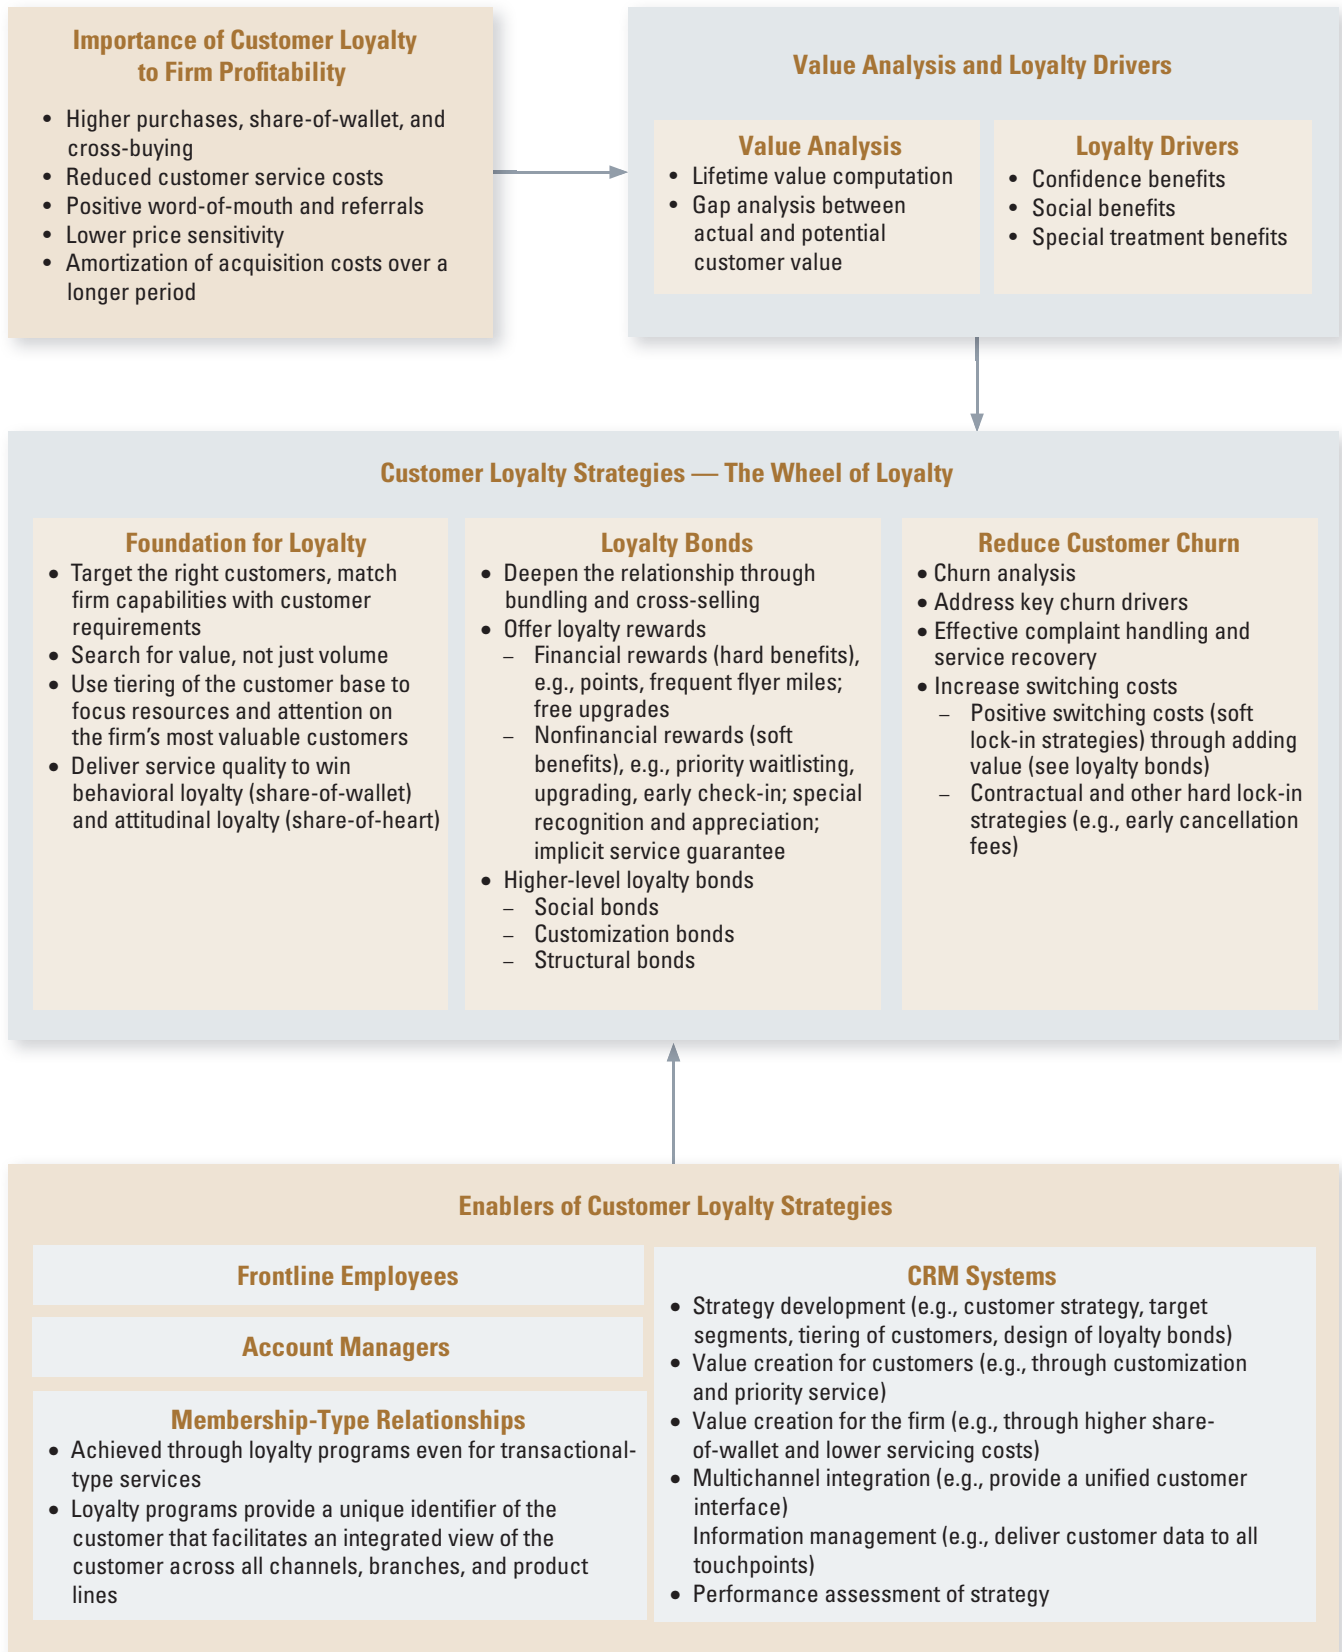 Importance of Customer Loyalty
to Firm Profitability
• Higher purchases, share-of-wallet, and
cross-buying
• Reduced customer service costs
• Positive word-of-mouth and referrals
• Lower price sensitivity
• Amortization of acquisition costs over a
longer period
Value Analysis and Loyalty Drivers
Value Analysis
• Lifetime value computation
• Gap analysis between
actual and potential
customer value
Loyalty Drivers
• Confidence benefits
• Social benefits
• Special treatment benefits
Customer Loyalty Strategies — The Wheel of Loyalty
Foundation for Loyalty
• Target the right customers, match
firm capabilities with customer
requirements
• Search for value, not just volume
• Use tiering of the customer base to
focus resources and attention on
the firm's most valuable customers
• Deliver service quality to win
behavioral loyalty (share-of-wallet)
and attitudinal loyalty (share-of-heart)
Loyalty Bonds
• Deepen the relationship through
bundling and cross-selling
• Offer loyalty rewards
– Financial rewards (hard benefits),
e.g., points, frequent flyer miles;
free upgrades
– Nonfinancial rewards (soft
benefits), e.g., priority waitlisting,
upgrading, early check-in; special
recognition and appreciation;
implicit service guarantee
• Higher-level loyalty bonds
– Social bonds
– Customization bonds
– Structural bonds
Reduce Customer Churn
• Churn analysis
• Address key churn drivers
• Effective complaint handling and
service recovery
• Increase switching costs
– Positive switching costs (soft
lock-in strategies) through adding
value (see loyalty bonds)
– Contractual and other hard lock-in
strategies (e.g., early cancellation
fees)
Enablers of Customer Loyalty Strategies
Frontline Employees
Account Managers
Membership-Type Relationships
• Achieved through loyalty programs even for transactional-
type services
• Loyalty programs provide a unique identifier of the
customer that facilitates an integrated view of the
customer across all channels, branches, and product
lines
CRM Systems
• Strategy development (e.g., customer strategy, target
segments, tiering of customers, design of loyalty bonds)
• Value creation for customers (e.g., through customization
and priority service)
• Value creation for the firm (e.g., through higher share-
of-wallet and lower servicing costs)
• Multichannel integration (e.g., provide a unified customer
interface)
Information management (e.g., deliver customer data to all
touchpoints)
• Performance assessment of strategy